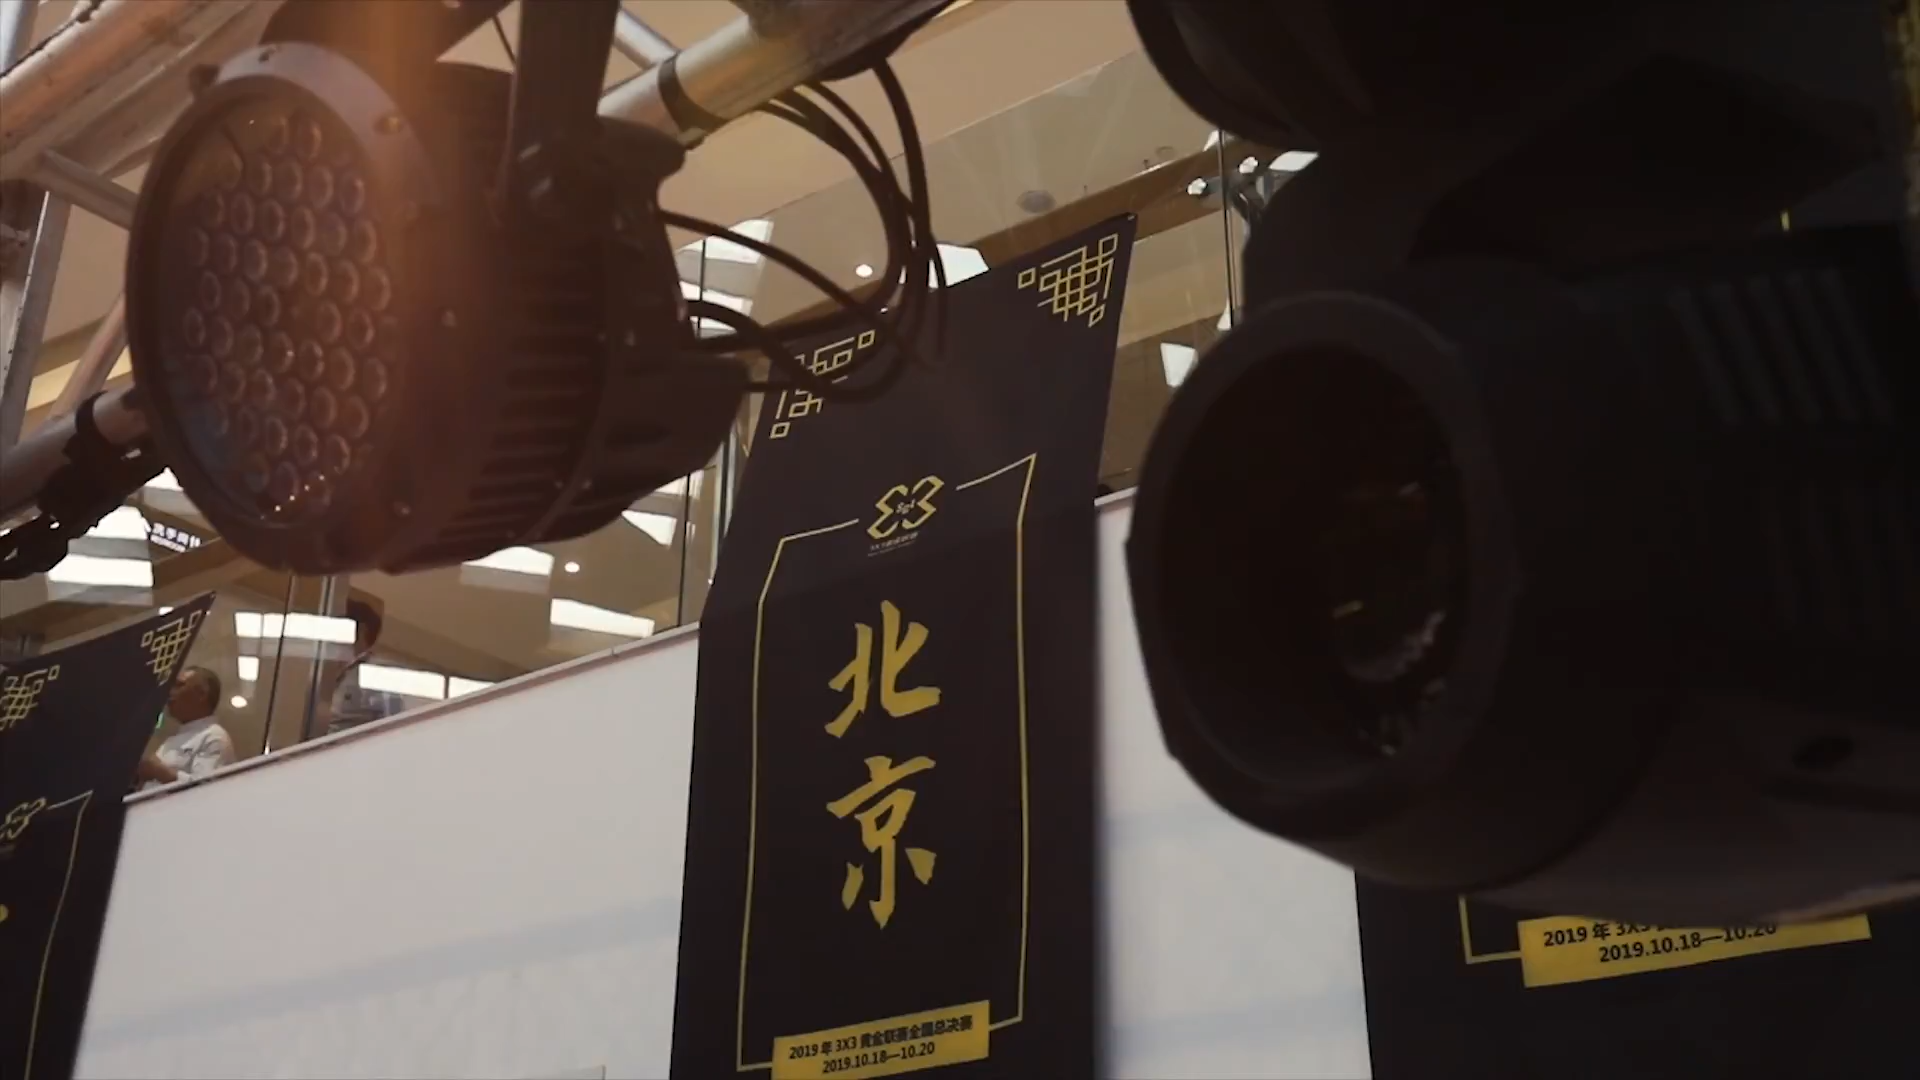 北
京
2019 年 3X3 黄金联赛全国总决赛
2019.10.18—10.20
2019 年 3X3
2019.10.18—10.20